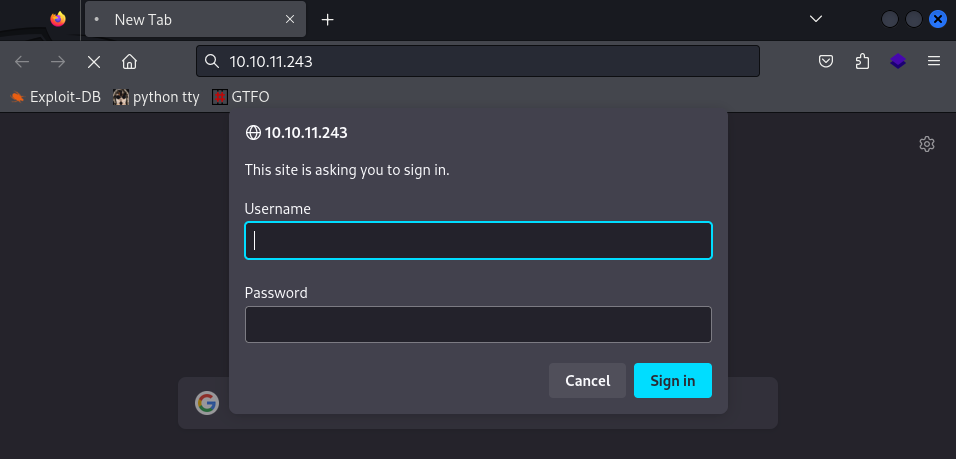 New Tab
10.10.11.243
Exploit-DB python tty GTFO
10.10.11.243
This site is asking you to sign in.
Username
Password
Cancel Sign in